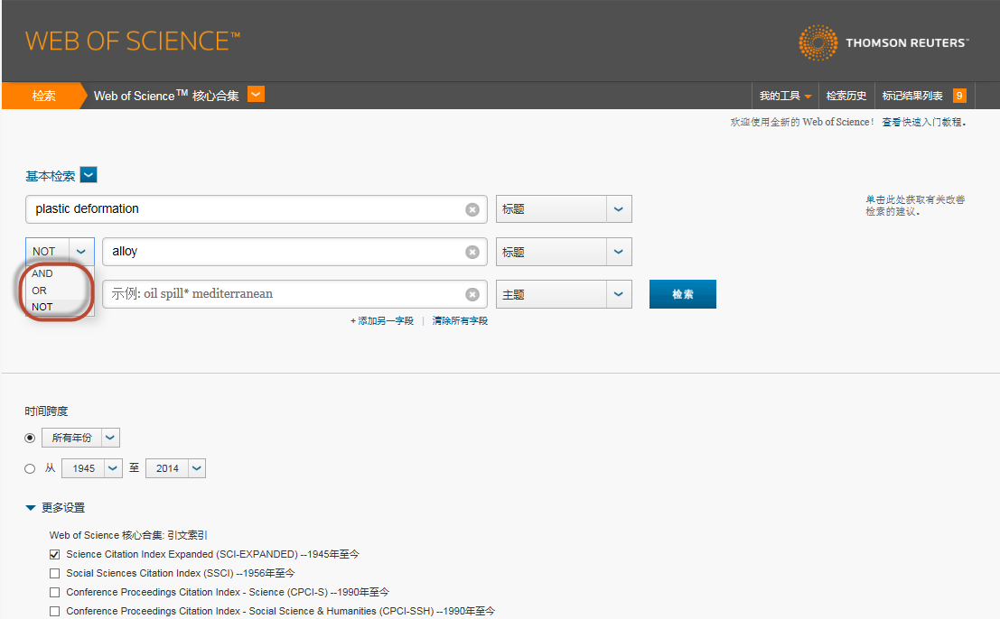 WEB OF SCIENCE™
THOMSON REUTERS™
检索
Web of Science™ 核心合集
我的工具
检索历史
标记结果列表 9
欢迎使用全新的 Web of Science! 查看快速入门教程。
基本检索
plastic deformation 标题
单击此处获取有关改善
检索的建议。
NOT alloy 标题
AND
OR
NOT
示例: oil spill* mediterranean 主题 检索
+ 添加另一字段 | 清除所有字段
时间跨度
所有年份
从 1945 至 2014
更多设置
Web of Science 核心合集: 引文索引
Science Citation Index Expanded (SCI-EXPANDED) --1945年至今
Social Sciences Citation Index (SSCI) --1956年至今
Conference Proceedings Citation Index - Science (CPCI-S) --1990年至今
Conference Proceedings Citation Index - Social Science & Humanities (CPCI-SSH) --1990年至今